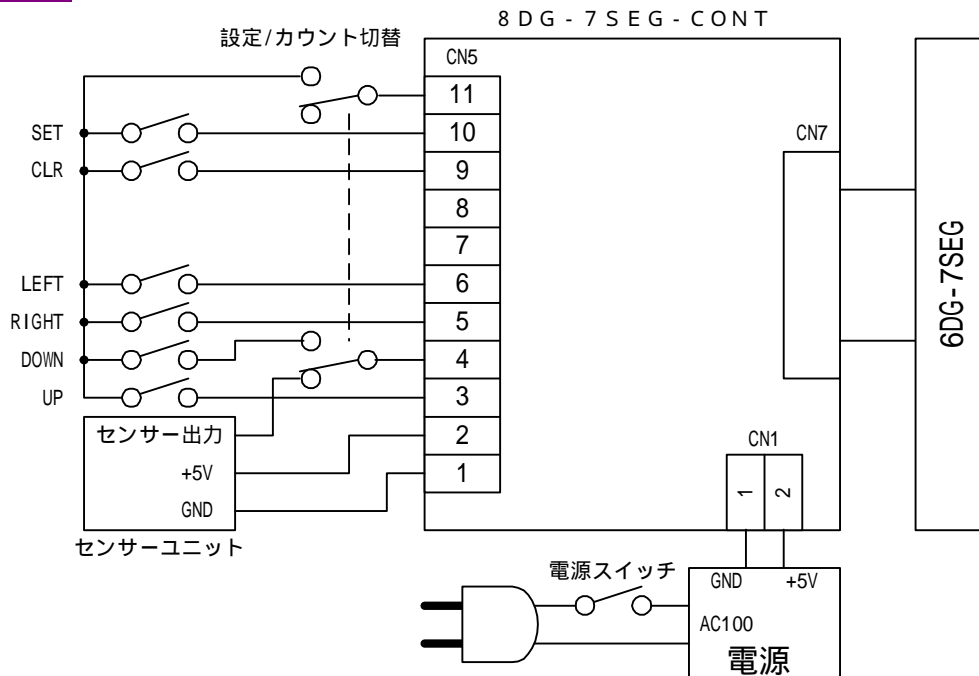 8DG-7SEG-CONT
設定/カウント切替
CN5
11
SET
10
CN7
CLR
9
8
7
6DG-7SEG
LEFT
6
RIGHT
5
DOWN
4
UP
3
センサー出力
2
CN1
+5V
1
1
2
GND
センサーユニット
電源スイッチ
GND
+5V
AC100
電源